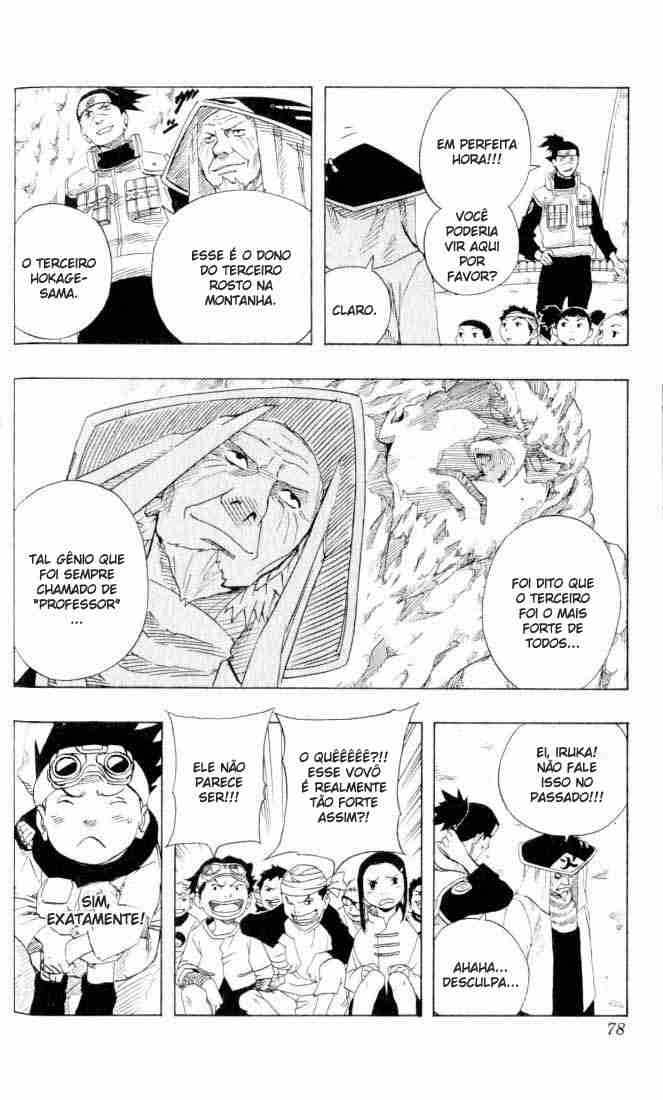 EM PERFEITA
HORA!!!
VOCÊ
PODERIA
VIR AQUI
POR
FAVOR?
CLARO.
ESSE É O DONO
DO TERCEIRO
ROSTO NA
MONTANHA.
O TERCEIRO
HOKAGE-
SAMA.
FOI DITO QUE
O TERCEIRO
FOI O MAIS
FORTE DE
TODOS...
TAL GÊNIO QUE
FOI SEMPRE
CHAMADO DE
"PROFESSOR"
...
EI, IRUKA!
NÃO FALE
ISSO NO
PASSADO!!!
AHAHA...
DESCULPA...
O QUÊÊÊÊÊ?!!
ESSE VOVÔ
É REALMENTE
TÃO FORTE
ASSIM?!
ELE NÃO
PARECE
SER!!!
SIM,
EXATAMENTE!
78